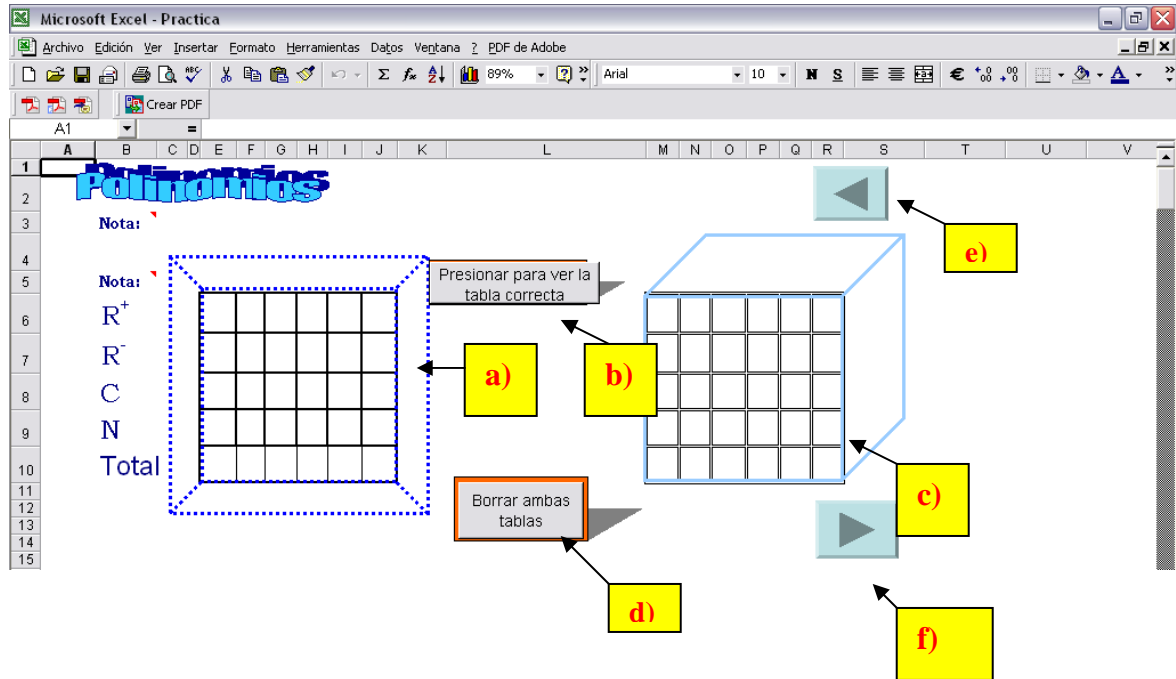 Microsoft Excel - Practica
Archivo Edición Ver Insertar Formato Herramientas Datos Ventana ? PDF de Adobe
89% Arial 10 N S €
Crear PDF
A1 =
A B C D E F G H I J K L M N O P Q R S T U V
1
Polinomios
2
3 Nota:
4
e)
5 Nota:
Presionar para ver la
tabla correcta
6 R+
7 R-
a) b)
8 C
9 N
10 Total
c)
11
12 Borrar ambas
13 tablas
14
15
d)
f)